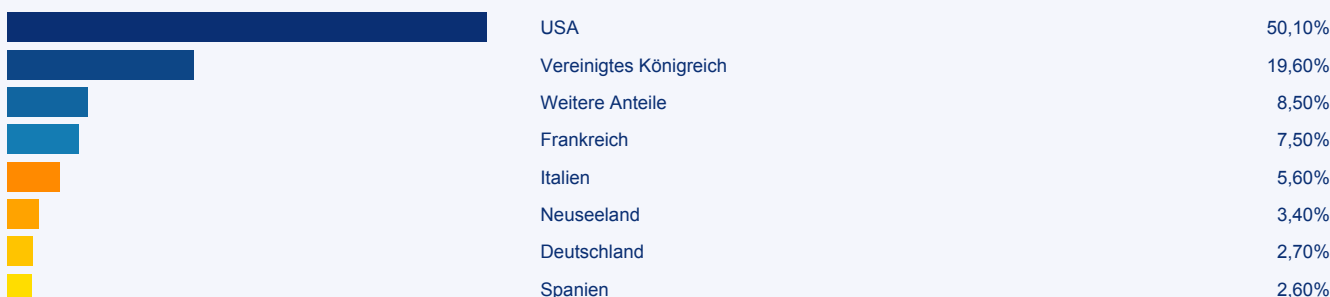 USA 50,10%
Vereinigtes Königreich 19,60%
Weitere Anteile 8,50%
Frankreich 7,50%
Italien 5,60%
Neuseeland 3,40%
Deutschland 2,70%
Spanien 2,60%